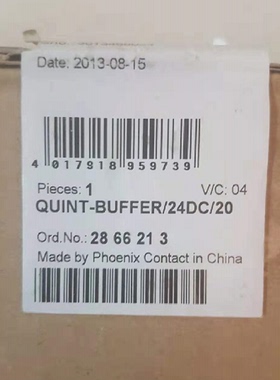 Date: 2013-08-15
4 017918 959739
Pieces: 1 V/C: 04
QUINT-BUFFER/24DC/20
Ord.No.: 28 66 21 3
Made by Phoenix Contact in China